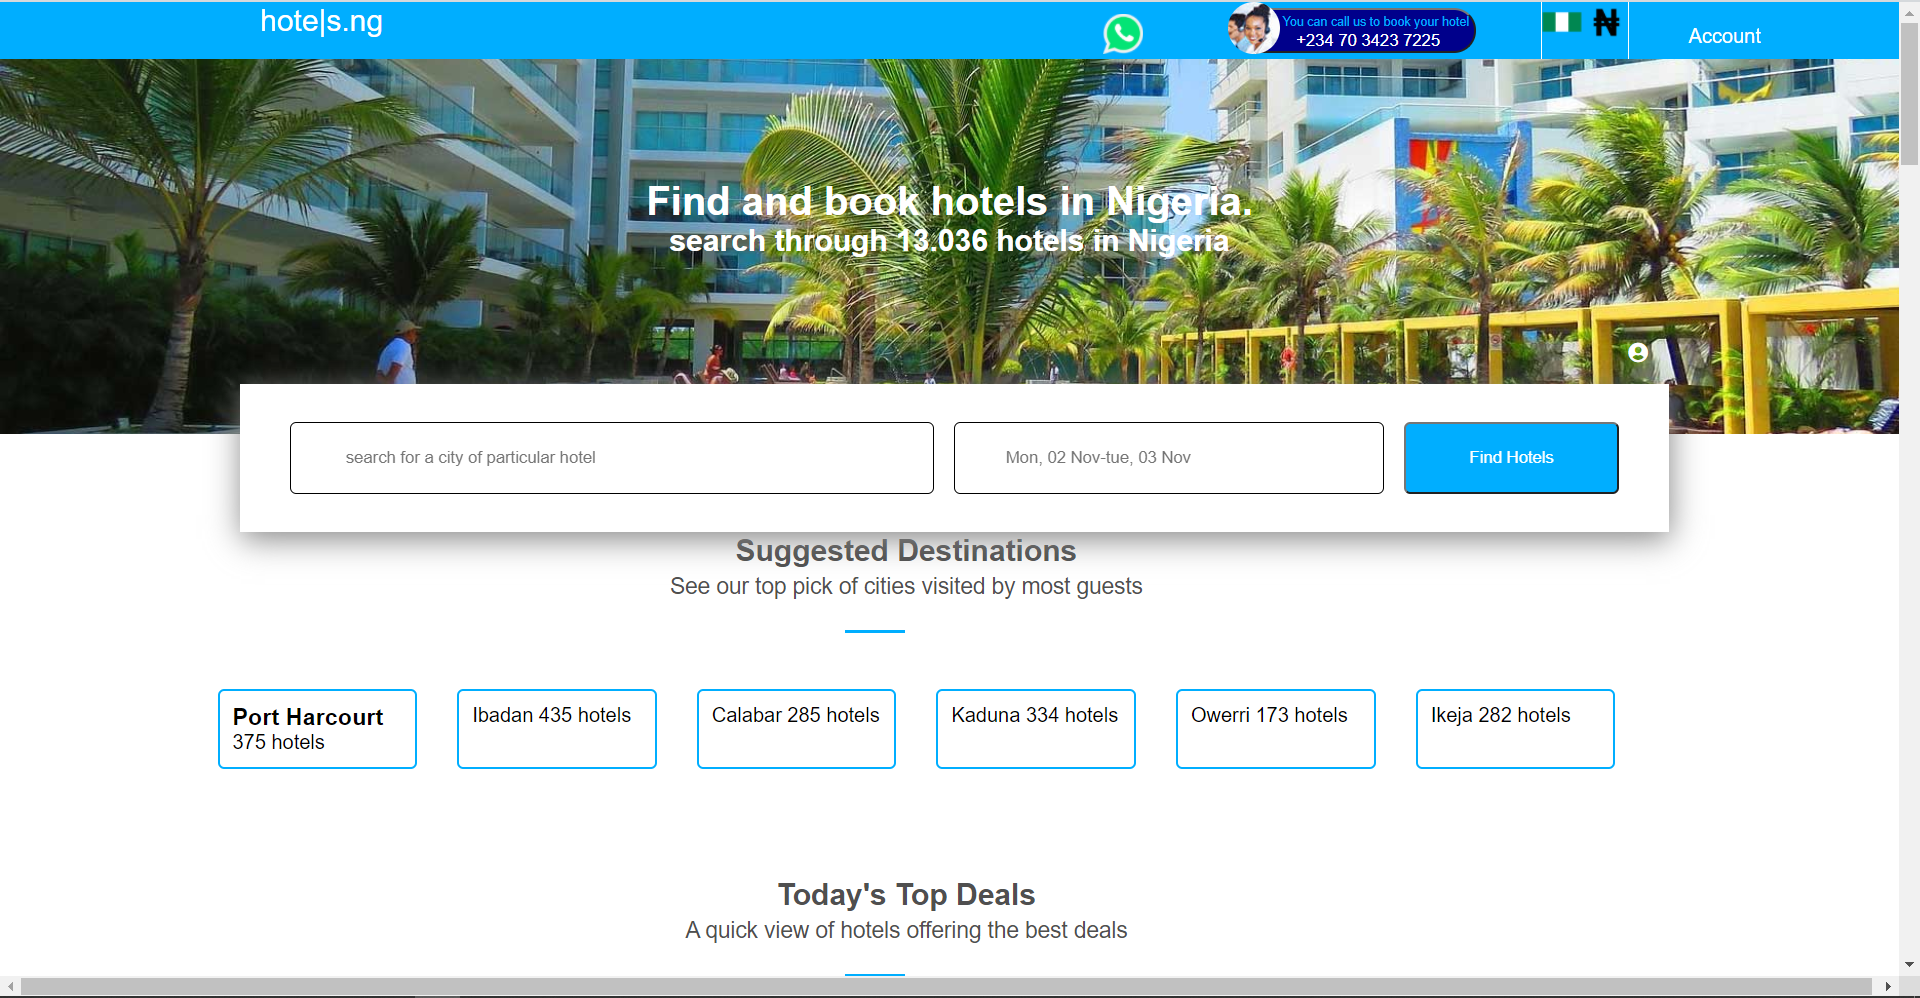 hotels.ng
You can call us to book your hotel
+234 70 3423 7225
₦
Account
Find and book hotels in Nigeria.
search through 13.036 hotels in Nigeria
search for a city of particular hotel
Mon, 02 Nov-tue, 03 Nov
Find Hotels
Suggested Destinations
See our top pick of cities visited by most guests
Port Harcourt
375 hotels
Ibadan 435 hotels
Calabar 285 hotels
Kaduna 334 hotels
Owerri 173 hotels
Ikeja 282 hotels
Today's Top Deals
A quick view of hotels offering the best deals